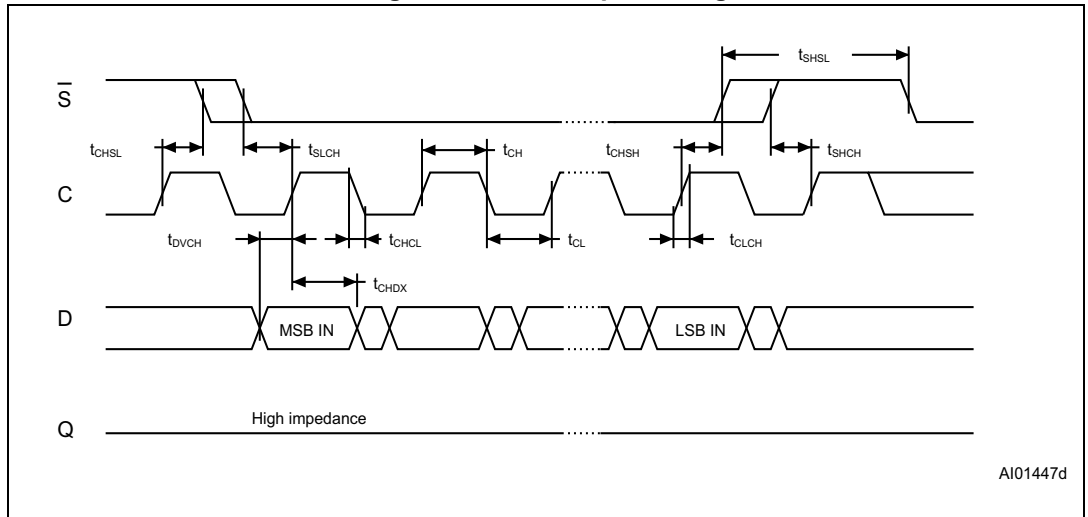 tSHSL
S
tCHSL
tSLCH
tCH
tCHSH
tSHCH
C
tDVCH
tCHCL
tCL
tCLCH
tCHDX
D
MSB IN
LSB IN
High impedance
Q
AI01447d